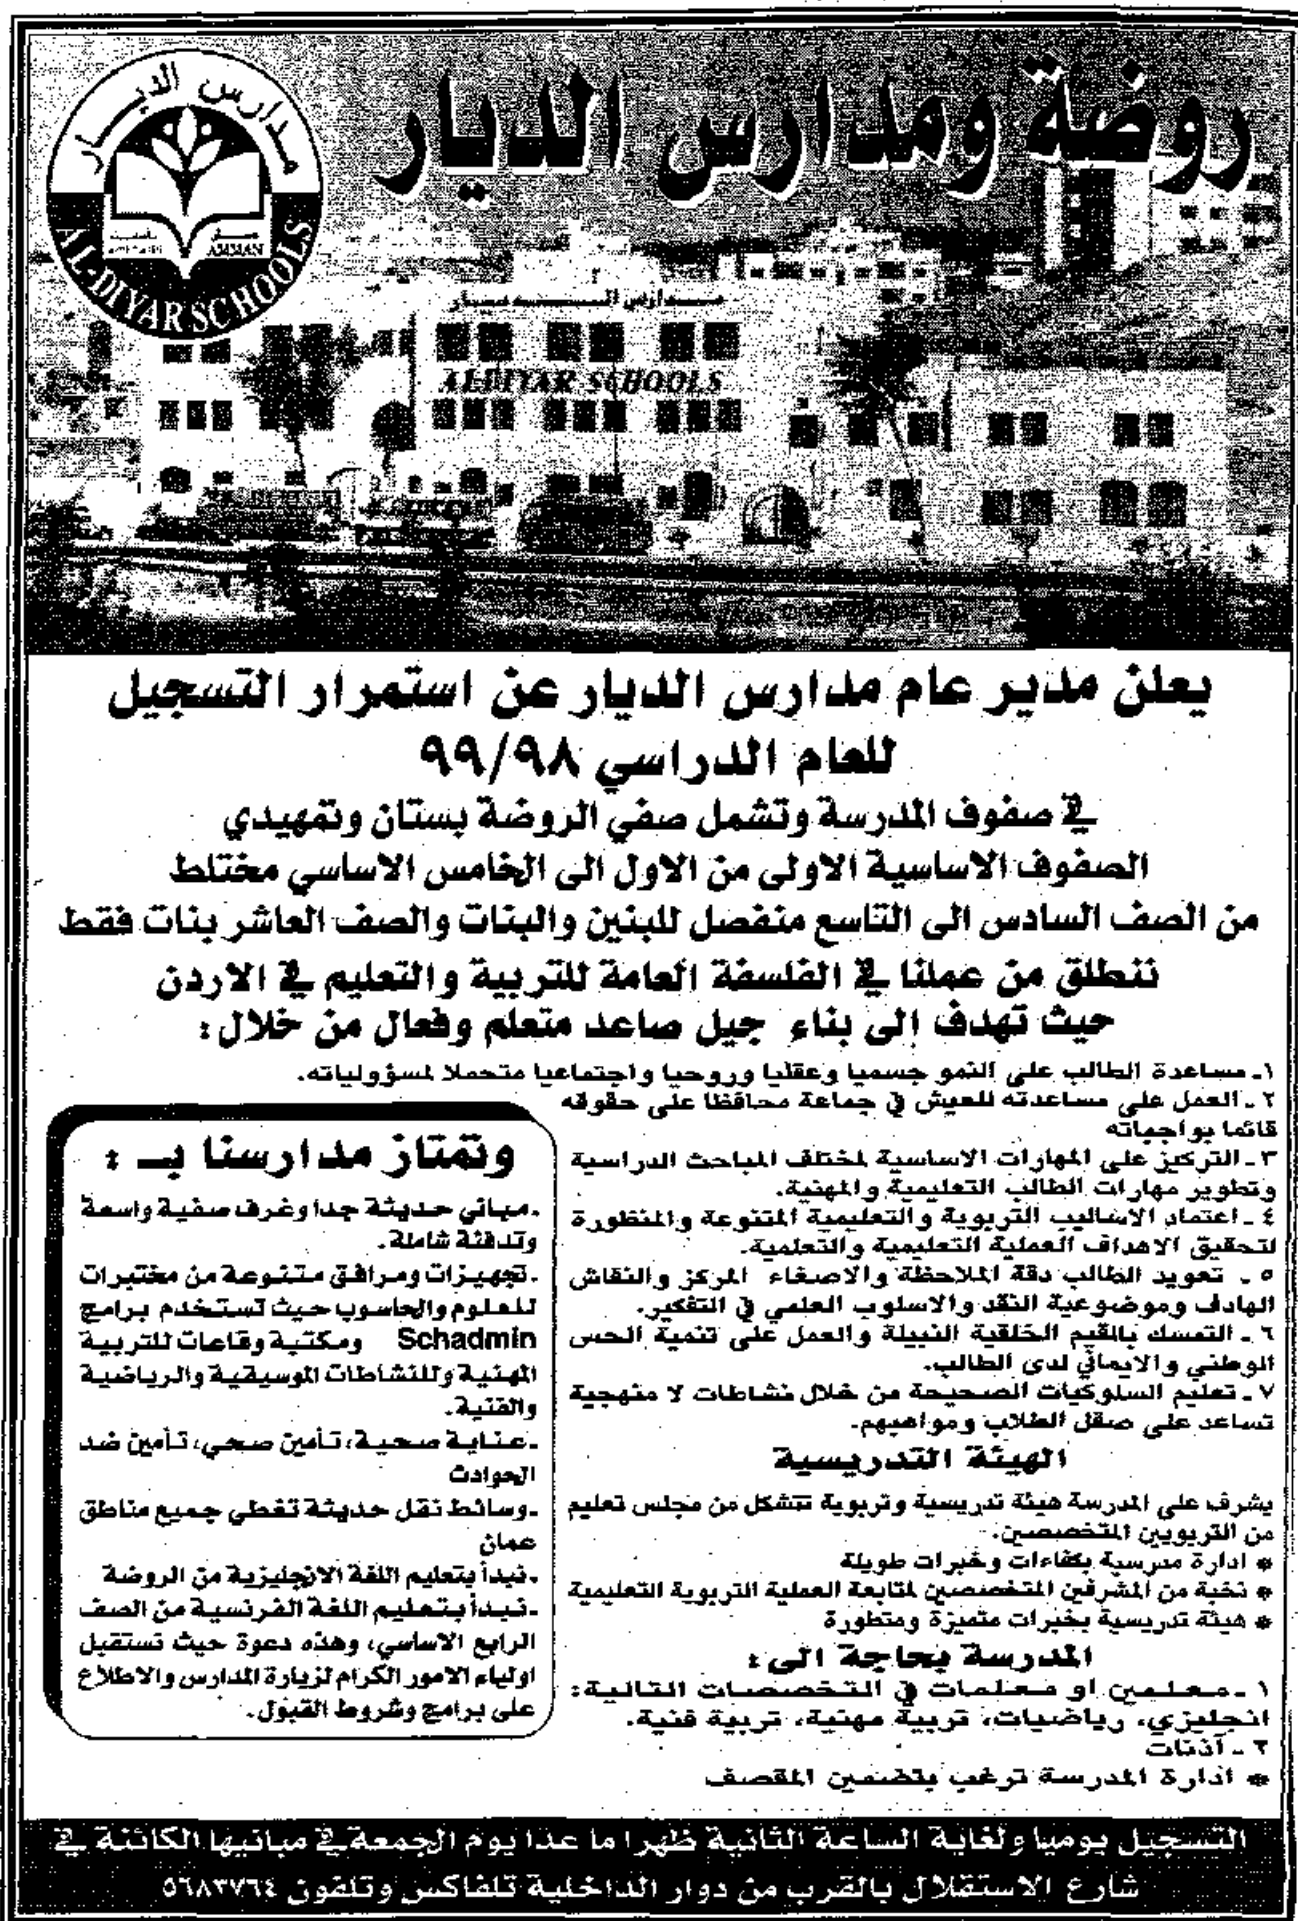 روضة ومدارس الديار
مدارس الديار
عمان
AMMAN
تأسست
AL-DIYAR SCHOOLS
مدارس الديار
ALDIYAR SCHOOLS
يعلن مدير عام مدارس الديار عن استمرار التسجيل
للعام الدراسي ٩٩/٩٨
في صفوف المدرسة وتشمل صفي الروضة بستان وتمهيدي
الصفوف الاساسية الاولى من الاول الى الخامس الاساسي مختلط
من الصف السادس الى التاسع منفصل للبنين والبنات والصف العاشر بنات فقط
ننطلق من عملنا في الفلسفة العامة للتربية والتعليم في الاردن
حيث تهدف إلى بناء جيل صاعد متعلم وفعال من خلال:
١ـ مساعدة الطالب على النمو جسميا وعقليا وروحيا واجتماعيا متحملا لمسؤولياته.
٢ ـ العمل على مساعدته للعيش في جماعة محافظا على حقوقه
قائما بواجباته
٣ ـ التركيز على المهارات الاساسية لمختلف المباحث الدراسية
وتطوير مهارات الطالب التعليمية والمهنية.
٤ ـ اعتماد الاساليب التربوية والتعليمية المتنوعة والمتطورة
لتحقيق الاهداف العملية التعليمية والتعلمية.
٥ ـ تعويد الطالب دقة الملاحظة والاصغاء المركز والنقاش
الهادف وموضوعية النقد والاسلوب العلمي في التفكير.
٦ ـ التمسك بالقيم الخلقية النبيلة والعمل على تنمية الحس
الوطني والايماني لدى الطالب.
٧ ـ تعليم السلوكيات الصحيحة من خلال نشاطات لا منهجية
تساعد على صقل الطلاب ومواهبهم.
الهيئة التدريسية
يشرف على المدرسة هيئة تدريسية وتربوية تتشكل من مجلس تعليم
من التربويين المتخصصين.
* ادارة مدرسية بكفاءات وخبرات طويلة
* نخبة من المشرفين المتخصصين لمتابعة العملية التربوية التعليمية
* هيئة تدريسية بخبرات متميزة ومتطورة
المدرسة بحاجة الى:
١ ـ معلمين او معلمات في التخصصات التالية:
انجليزي، رياضيات، تربية مهنية، تربية فنية.
٢ ـ آذنات
* ادارة المدرسة ترغب بتضمين المقصف
وتمتاز مدارسنا بـ :
ـ مباني حديثة جدا وغرف صفية واسعة
وتدفئة شاملة.
ـ تجهيزات ومرافق متنوعة من مختبرات
للعلوم والحاسوب حيث تستخدم برامج
Schadmin ومكتبة وقاعات للتربية
المهنية وللنشاطات الموسيقية والرياضية
والفنية.
ـ عناية صحية، تأمين صحي، تأمين ضد
الحوادث
ـ وسائط نقل حديثة تغطي جميع مناطق
عمان
ـ نبدأ بتعليم اللغة الانجليزية من الروضة
ـ نبدأ بتعليم اللغة الفرنسية من الصف
الرابع الاساسي، وهذه دعوة حيث تستقبل
اولياء الامور الكرام لزيارة المدارس والاطلاع
على برامج وشروط القبول.
التسجيل يوميا ولغاية الساعة الثانية ظهرا ما عدا يوم الجمعة في مبانيها الكائنة في
شارع الاستقلال بالقرب من دوار الداخلية تلفاكس وتلفون ٥٦٨٣٧٦٤